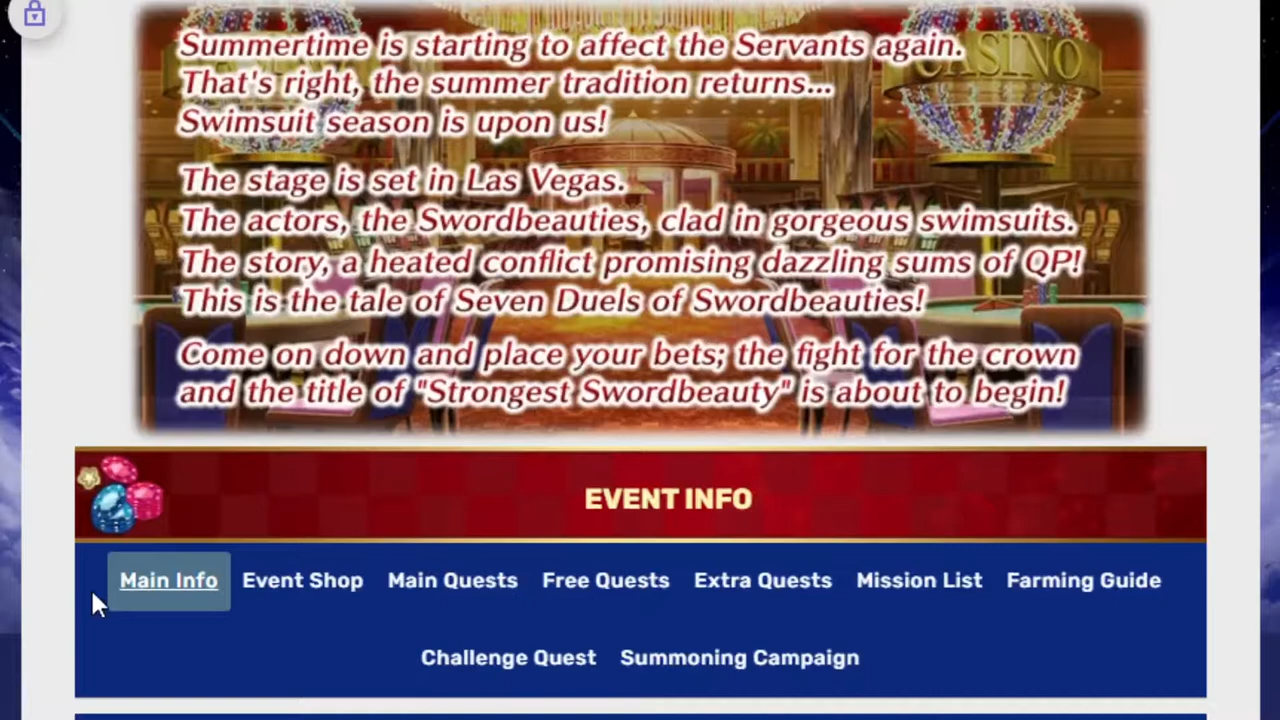 Summertime is starting to affect the Servants again.
That's right, the summer tradition returns...
Swimsuit season is upon us!
The stage is set in Las Vegas.
The actors, the Swordbeauties, clad in gorgeous swimsuits.
The story, a heated conflict promising dazzling sums of QP!
This is the tale of Seven Duels of Swordbeauties!
Come on down and place your bets; the fight for the crown
and the title of "Strongest Swordbeauty" is about to begin!
CASINO
EVENT INFO
Main Info Event Shop Main Quests Free Quests Extra Quests Mission List Farming Guide
Challenge Quest Summoning Campaign